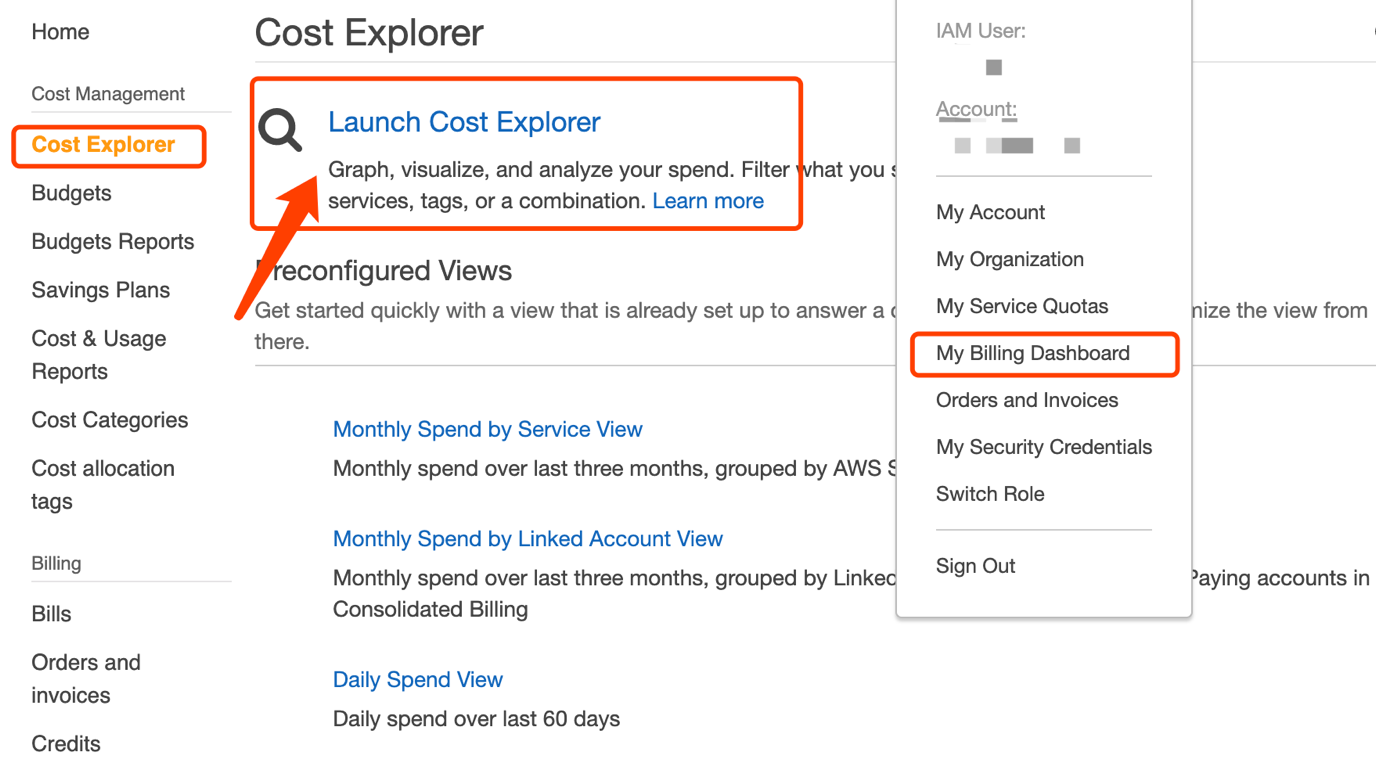 Home
Cost Management
Cost Explorer
Budgets
Budgets Reports
Savings Plans
Cost & Usage
Reports
Cost Categories
Cost allocation
tags
Billing
Bills
Orders and
invoices
Credits
Cost Explorer
Launch Cost Explorer
Graph, visualize, and analyze your spend. Filter what you
services, tags, or a combination. Learn more
Preconfigured Views
Get started quickly with a view that is already set up to answer a
mize the view from
there.
Monthly Spend by Service View
Monthly spend over last three months, grouped by AWS
Monthly Spend by Linked Account View
Monthly spend over last three months, grouped by Linked
Paying accounts in
Consolidated Billing
Daily Spend View
Daily spend over last 60 days
IAM User:
Account:
My Account
My Organization
My Service Quotas
My Billing Dashboard
Orders and Invoices
My Security Credentials
Switch Role
Sign Out